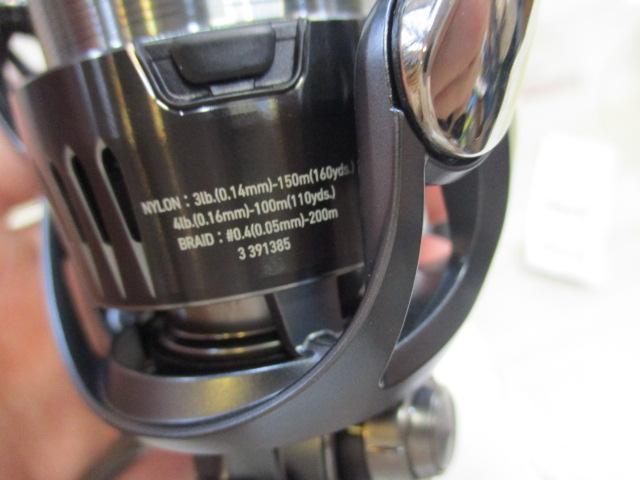 NYLON : 3lb.(0.14mm)-150m(160yds.)
4lb.(0.16mm)-100m(110yds.)
BRAID : #0.4(0.05mm)-200m
3 391385